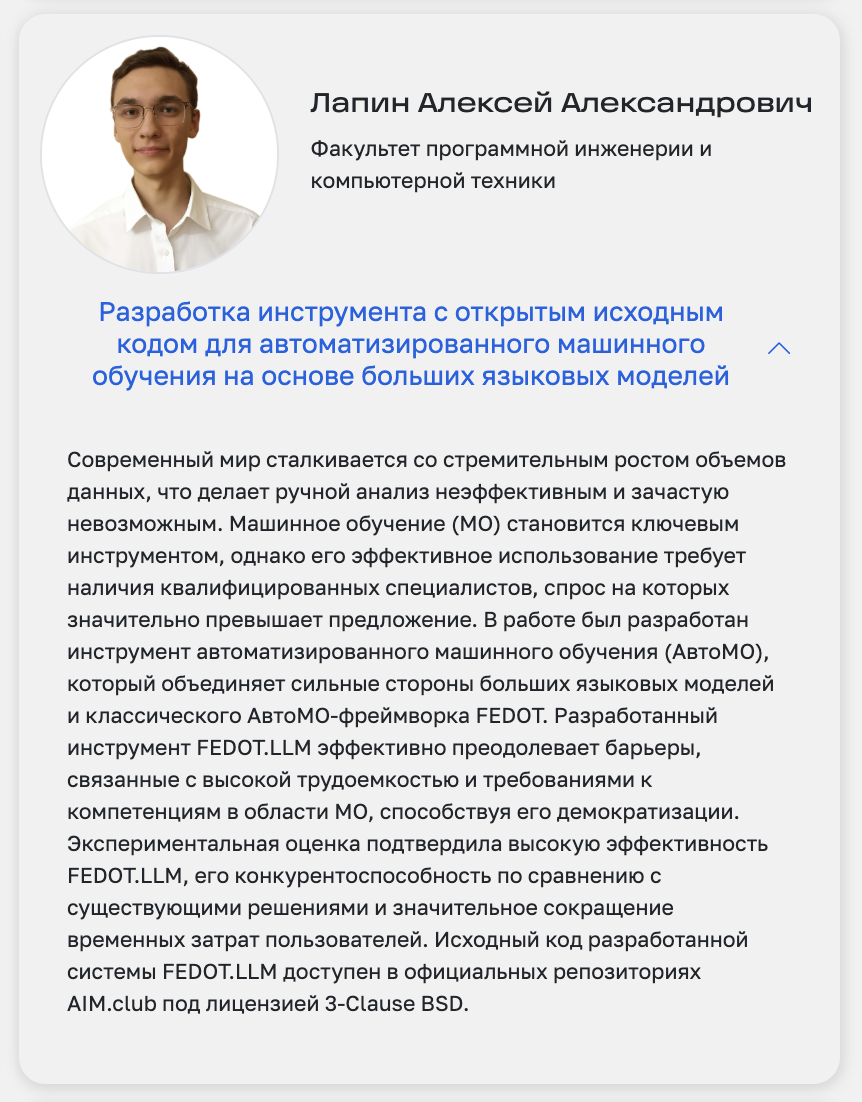 Лапин Алексей Александрович
Факультет программной инженерии и
компьютерной техники
Разработка инструмента с открытым исходным
кодом для автоматизированного машинного
обучения на основе больших языковых моделей
Современный мир сталкивается со стремительным ростом объемов
данных, что делает ручной анализ неэффективным и зачастую
невозможным. Машинное обучение (МО) становится ключевым
инструментом, однако его эффективное использование требует
наличия квалифицированных специалистов, спрос на которых
значительно превышает предложение. В работе был разработан
инструмент автоматизированного машинного обучения (АвтоМО),
который объединяет сильные стороны больших языковых моделей
и классического АвтоМО-фреймворка FEDOT. Разработанный
инструмент FEDOT.LLM эффективно преодолевает барьеры,
связанные с высокой трудоемкостью и требованиями к
компетенциям в области МО, способствуя его демократизации.
Экспериментальная оценка подтвердила высокую эффективность
FEDOT.LLM, его конкурентоспособность по сравнению с
существующими решениями и значительное сокращение
временных затрат пользователей. Исходный код разработанной
системы FEDOT.LLM доступен в официальных репозиториях
AIM.club под лицензией 3-Clause BSD.